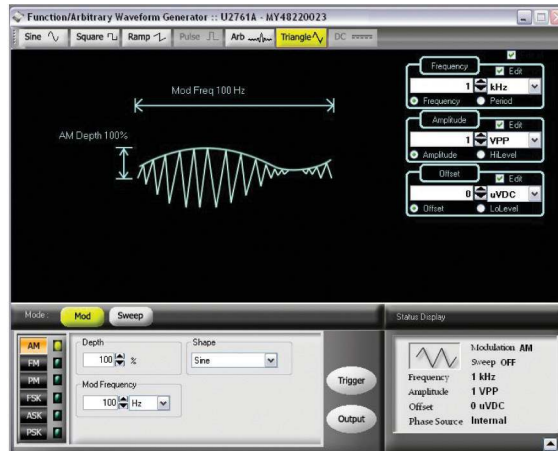 Function/Arbitrary Waveform Generator :: U2761A - MY48220023
Sine Square Ramp Pulse Arb Triangle DC
Mod Freq 100 Hz
AM Depth 100%
Frequency
Edit
1 kHz
Frequency Period
Amplitude
Edit
1 VPP
Amplitude HiLevel
Offset
Edit
0 uVDC
Offset LoLevel
Mode : Mod Sweep
AM
FM
PM
FSK
ASK
PSK
Depth
100 %
Shape
Sine
Mod Frequency
100 Hz
Trigger
Output
Status Display
Modulation AM
Sweep OFF
Frequency 1 kHz
Amplitude 1 VPP
Offset 0 uVDC
Phase Source Internal